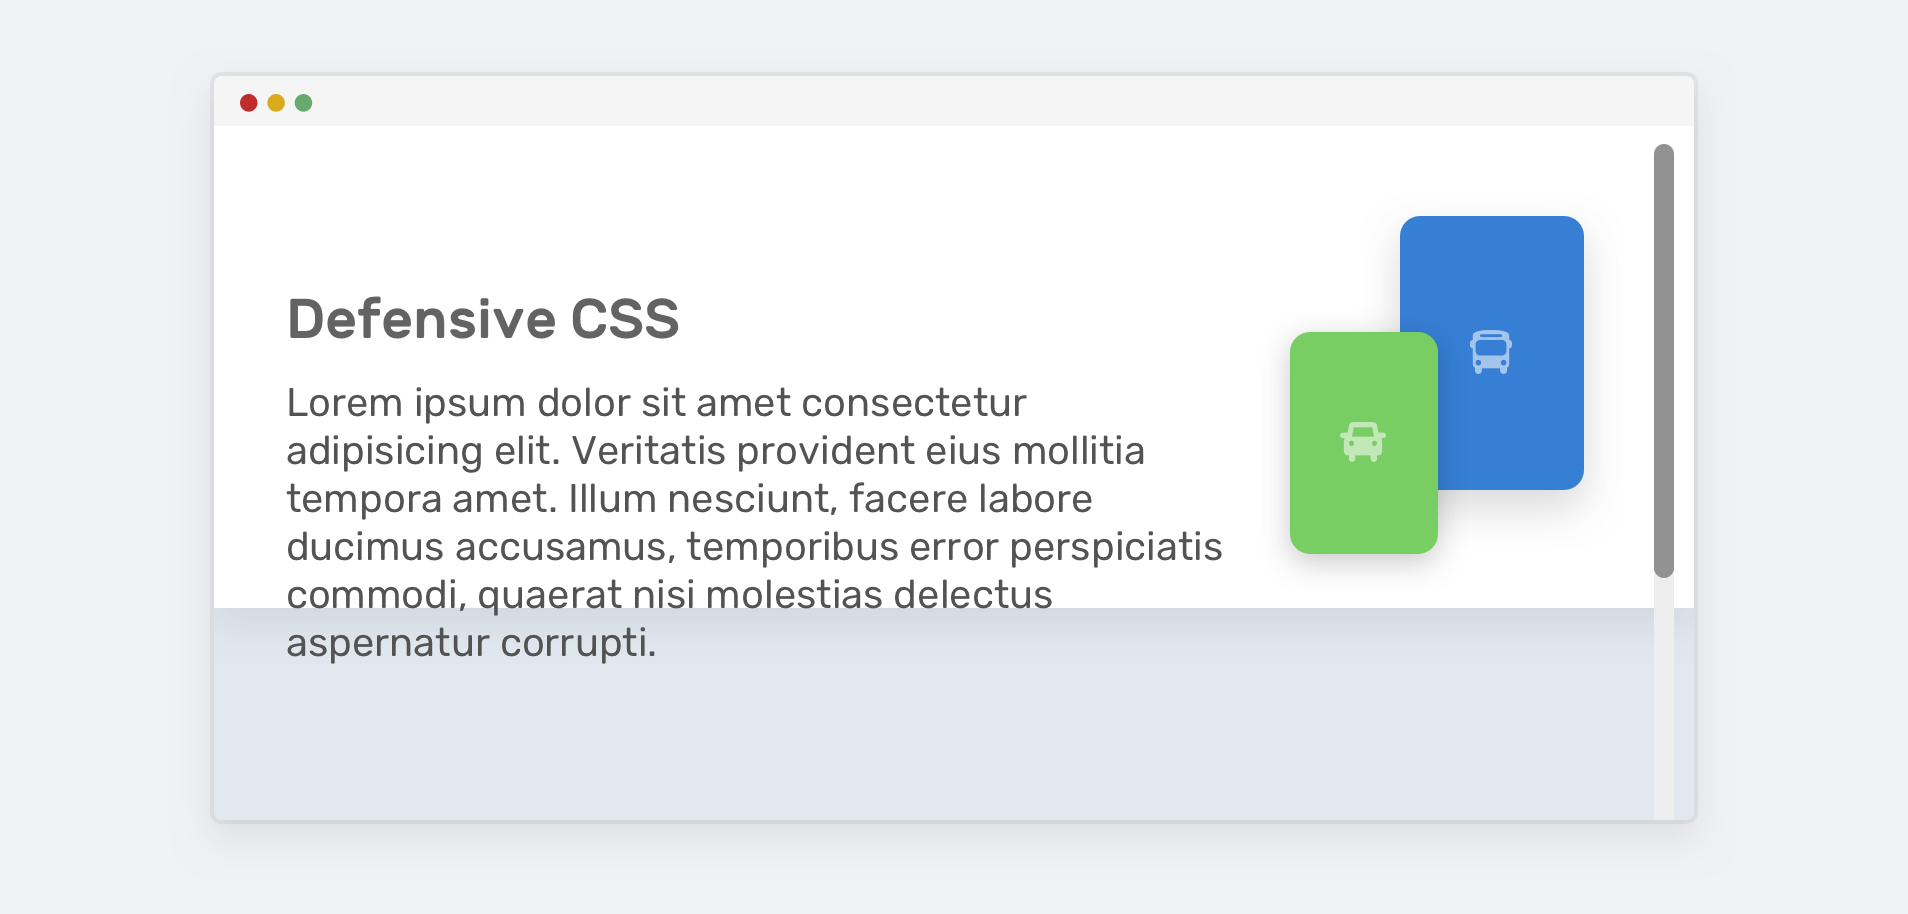 Defensive CSS
Lorem ipsum dolor sit amet consectetur
adipisicing elit. Veritatis provident eius mollitia
tempora amet. Illum nesciunt, facere labore
ducimus accusamus, temporibus error perspiciatis
commodi, quaerat nisi molestias delectus
aspernatur corrupti.